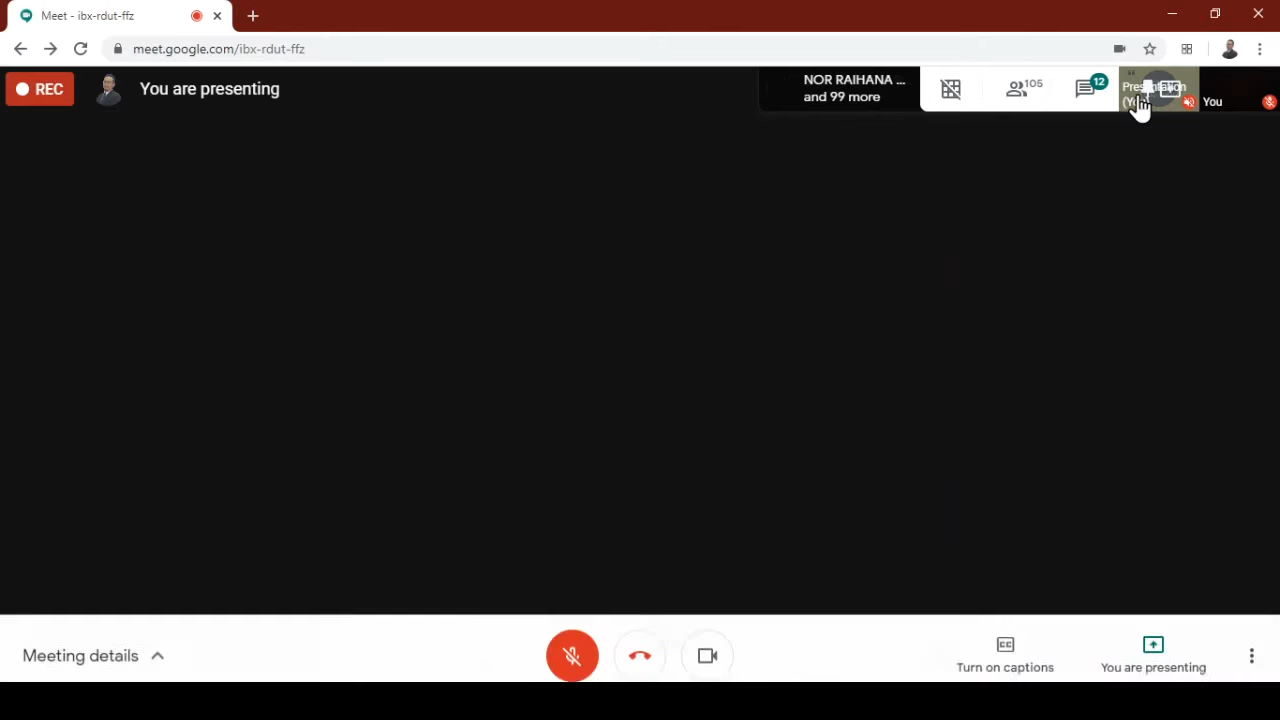 Meet - ibx-rdut-ffz
meet.google.com/ibx-rdut-ffz
REC
You are presenting
NOR RAIHANA ...
and 99 more
105
12
Presentation
You
Meeting details
Turn on captions
You are presenting